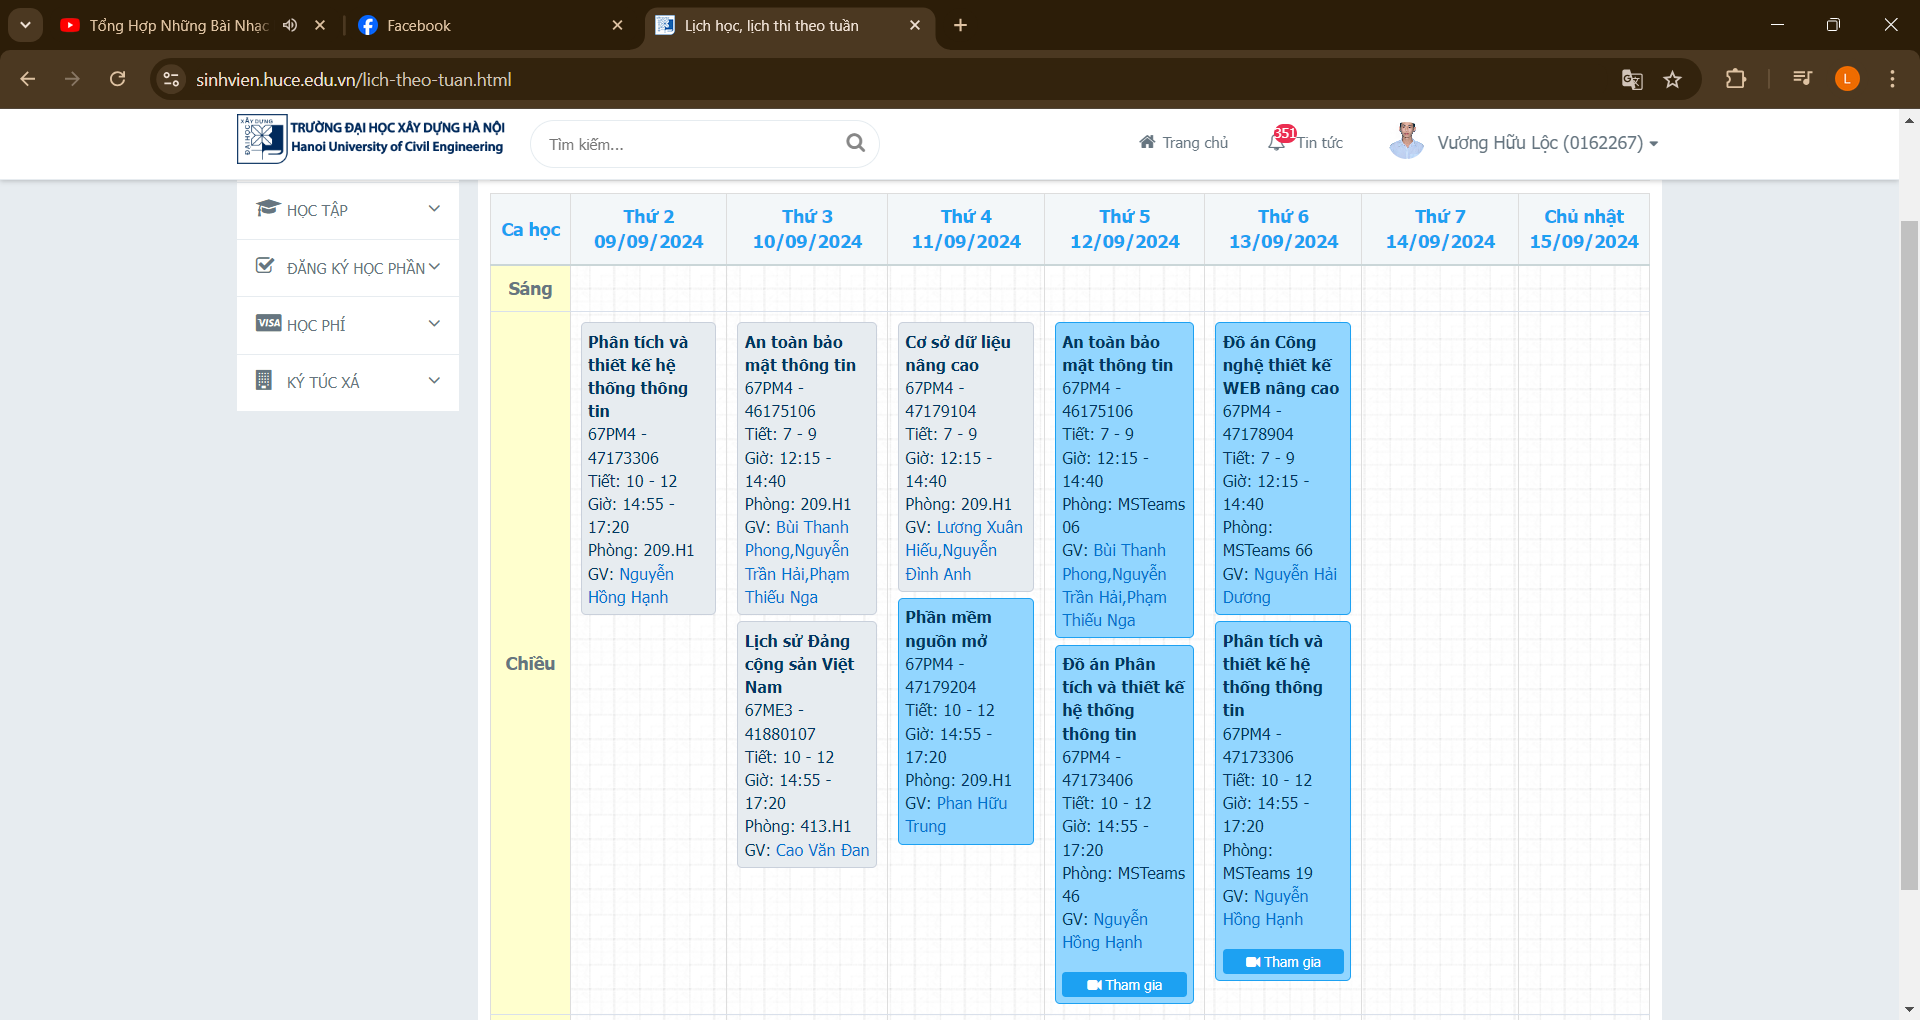 Tổng Hợp Những Bài Nhạc
Facebook
Lịch học, lịch thi theo tuần
sinhvien.huce.edu.vn/lich-theo-tuan.html
L
XÂY DỰNG
ĐẠI HỌC
TRƯỜNG ĐẠI HỌC XÂY DỰNG HÀ NỘI
Hanoi University of Civil Engineering
Tìm kiếm...
Trang chủ
351
Tin tức
Vương Hữu Lộc (0162267)
HỌC TẬP
ĐĂNG KÝ HỌC PHẦN
VISA
HỌC PHÍ
KÝ TÚC XÁ
Ca học
Thứ 2
09/09/2024
Thứ 3
10/09/2024
Thứ 4
11/09/2024
Thứ 5
12/09/2024
Thứ 6
13/09/2024
Thứ 7
14/09/2024
Chủ nhật
15/09/2024
Sáng
Chiều
Phân tích và
thiết kế hệ
thống thông
tin
67PM4 -
47173306
Tiết: 10 - 12
Giờ: 14:55 -
17:20
Phòng: 209.H1
GV: Nguyễn
Hồng Hạnh
An toàn bảo
mật thông tin
67PM4 -
46175106
Tiết: 7 - 9
Giờ: 12:15 -
14:40
Phòng: 209.H1
GV: Bùi Thanh
Phong,Nguyễn
Trần Hải,Phạm
Thiếu Nga
Lịch sử Đảng
cộng sản Việt
Nam
67ME3 -
41880107
Tiết: 10 - 12
Giờ: 14:55 -
17:20
Phòng: 413.H1
GV: Cao Văn Đan
Cơ sở dữ liệu
nâng cao
67PM4 -
47179104
Tiết: 7 - 9
Giờ: 12:15 -
14:40
Phòng: 209.H1
GV: Lương Xuân
Hiếu,Nguyễn
Đình Anh
Phần mềm
nguồn mở
67PM4 -
47179204
Tiết: 10 - 12
Giờ: 14:55 -
17:20
Phòng: 209.H1
GV: Phan Hữu
Trung
An toàn bảo
mật thông tin
67PM4 -
46175106
Tiết: 7 - 9
Giờ: 12:15 -
14:40
Phòng: MSTeams
06
GV: Bùi Thanh
Phong,Nguyễn
Trần Hải,Phạm
Thiếu Nga
Đồ án Phân
tích và thiết kế
hệ thống
thông tin
67PM4 -
47173406
Tiết: 10 - 12
Giờ: 14:55 -
17:20
Phòng: MSTeams
46
GV: Nguyễn
Hồng Hạnh
Tham gia
Đồ án Công
nghệ thiết kế
WEB nâng cao
67PM4 -
47178904
Tiết: 7 - 9
Giờ: 12:15 -
14:40
Phòng:
MSTeams 66
GV: Nguyễn Hải
Dương
Phân tích và
thiết kế hệ
thống thông
tin
67PM4 -
47173306
Tiết: 10 - 12
Giờ: 14:55 -
17:20
Phòng:
MSTeams 19
GV: Nguyễn
Hồng Hạnh
Tham gia